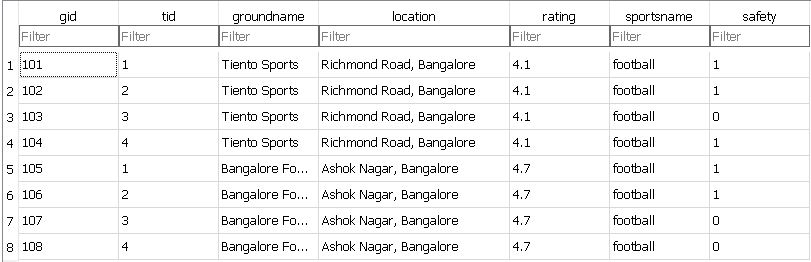 gid tid groundname location rating sportsname safety
Filter Filter Filter Filter Filter Filter Filter
1 101 1 Tiento Sports Richmond Road, Bangalore 4.1 football 1
2 102 2 Tiento Sports Richmond Road, Bangalore 4.1 football 1
3 103 3 Tiento Sports Richmond Road, Bangalore 4.1 football 0
4 104 4 Tiento Sports Richmond Road, Bangalore 4.1 football 1
5 105 1 Bangalore Fo... Ashok Nagar, Bangalore 4.7 football 1
6 106 2 Bangalore Fo... Ashok Nagar, Bangalore 4.7 football 1
7 107 3 Bangalore Fo... Ashok Nagar, Bangalore 4.7 football 0
8 108 4 Bangalore Fo... Ashok Nagar, Bangalore 4.7 football 0